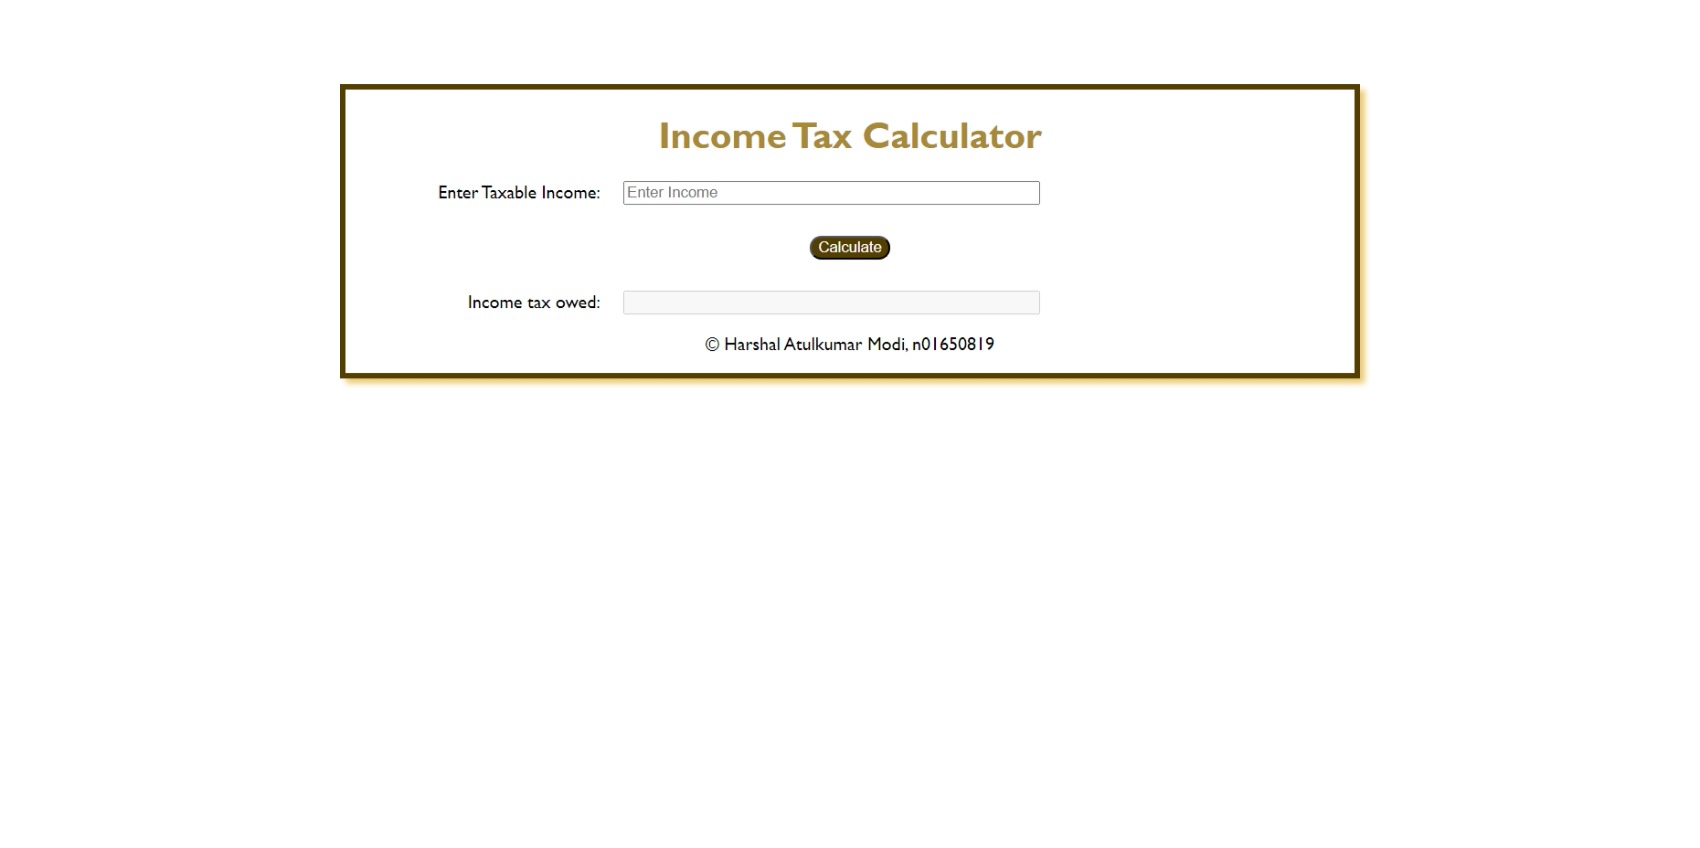 Income Tax Calculator
Enter Taxable Income: Enter Income
Calculate
Income tax owed:
© Harshal Atulkumar Modi, n01650819